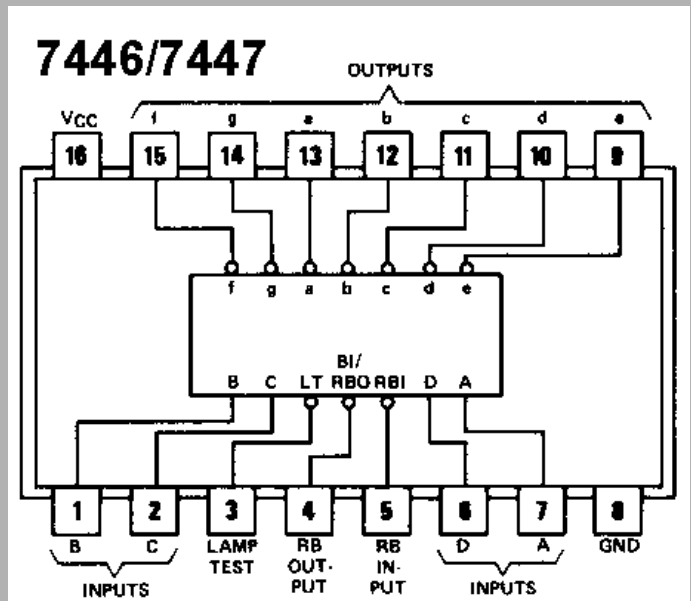 7446/7447
OUTPUTS
VCC f g a b c d e
16 15 14 13 12 11 10 9
f g a b c d e
BI/
B C LT RBO RBI D A
1 2 3 4 5 6 7 8
B C LAMP RB RB D A GND
TEST OUT- IN-
INPUTS PUT PUT INPUTS